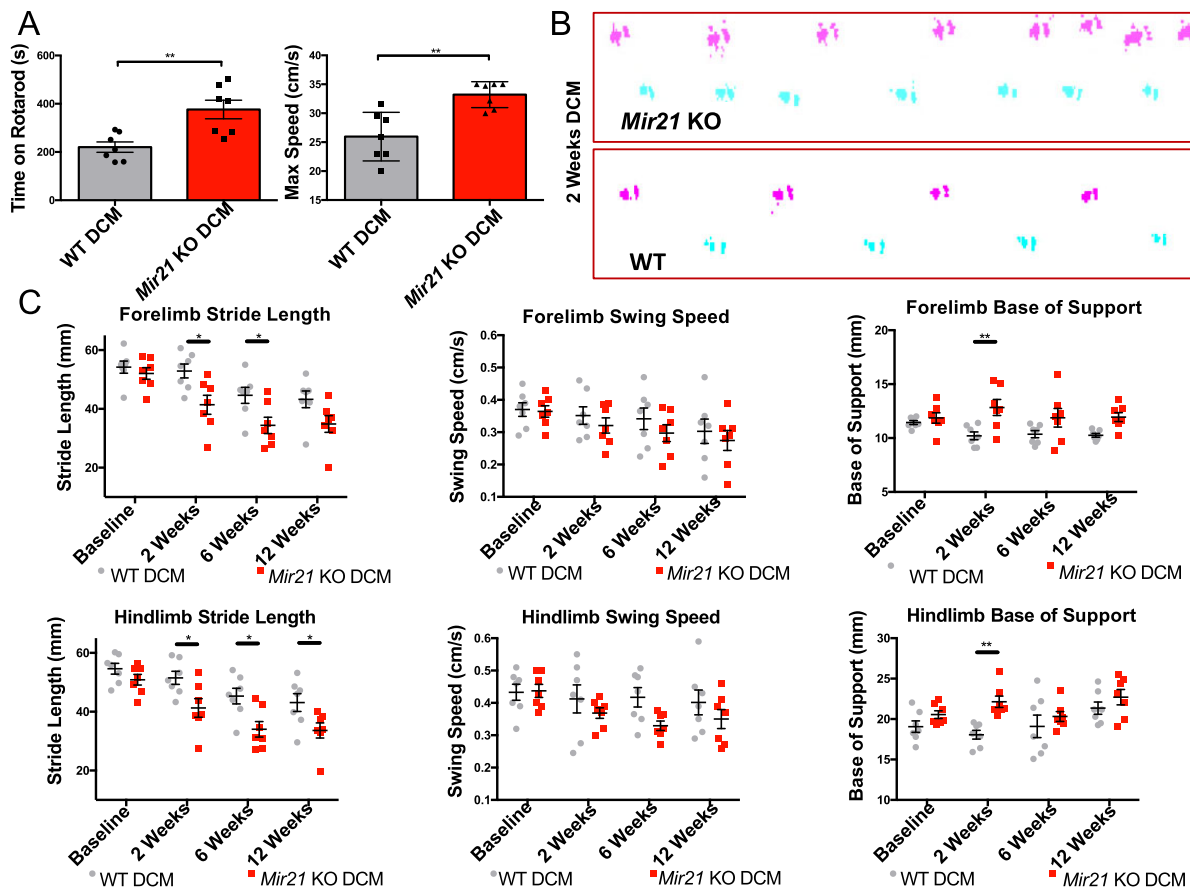 A
Time on Rotarod (s)
600
400
200
0
**
WT DCM
Mir21 KO DCM
Max Speed (cm/s)
40
35
30
25
20
15
**
WT DCM
Mir21 KO DCM
B
2 Weeks DCM
Mir21 KO
WT
C
Forelimb Stride Length
Stride Length (mm)
60
40
20
*
*
Baseline
2 Weeks
6 Weeks
12 Weeks
WT DCM
Mir21 KO DCM
Forelimb Swing Speed
Swing Speed (cm/s)
0.6
0.5
0.4
0.3
0.2
0.1
Baseline
2 Weeks
6 Weeks
12 Weeks
WT DCM
Mir21 KO DCM
Forelimb Base of Support
Base of Support (mm)
20
15
10
5
**
Baseline
2 Weeks
6 Weeks
12 Weeks
WT DCM
Mir21 KO DCM
Hindlimb Stride Length
Stride Length (mm)
60
40
20
*
*
*
Baseline
2 Weeks
6 Weeks
12 Weeks
WT DCM
Mir21 KO DCM
Hindlimb Swing Speed
Swing Speed (cm/s)
0.6
0.5
0.4
0.3
0.2
0.1
Baseline
2 Weeks
6 Weeks
12 Weeks
WT DCM
Mir21 KO DCM
Hindlimb Base of Support
Base of Support (mm)
30
25
20
15
10
**
Baseline
2 Weeks
6 Weeks
12 Weeks
WT DCM
Mir21 KO DCM